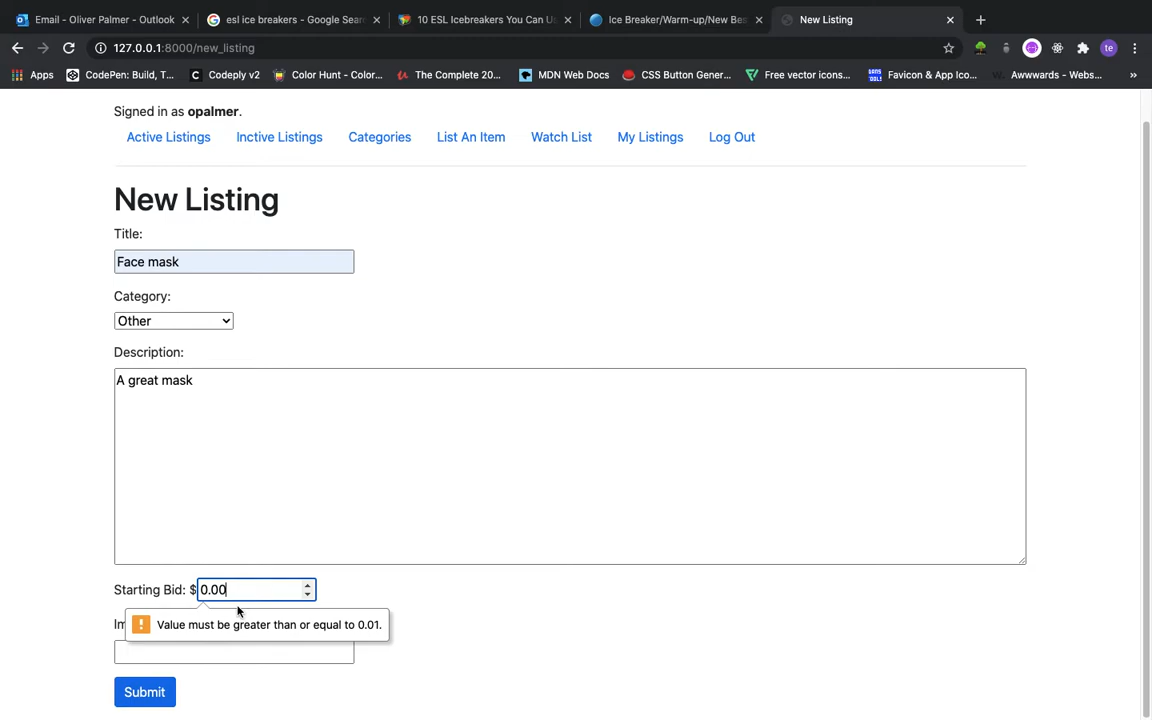 Email - Oliver Palmer - Outlook
esl ice breakers - Google Sear
10 ESL Icebreakers You Can U
Ice Breaker/Warm-up/New Be
New Listing
127.0.0.1:8000/new_listing
te
Apps
CodePen: Build, T...
Codeply v2
Color Hunt - Color...
The Complete 20...
MDN Web Docs
CSS Button Gener...
Free vector icons...
Favicon & App Ico...
Awwwards - Webs...
Signed in as opalmer.
Active Listings Inctive Listings Categories List An Item Watch List My Listings Log Out
New Listing
Title:
Face mask
Category:
Other
Description:
A great mask
Starting Bid: $ 0.00
Im
Value must be greater than or equal to 0.01.
Submit